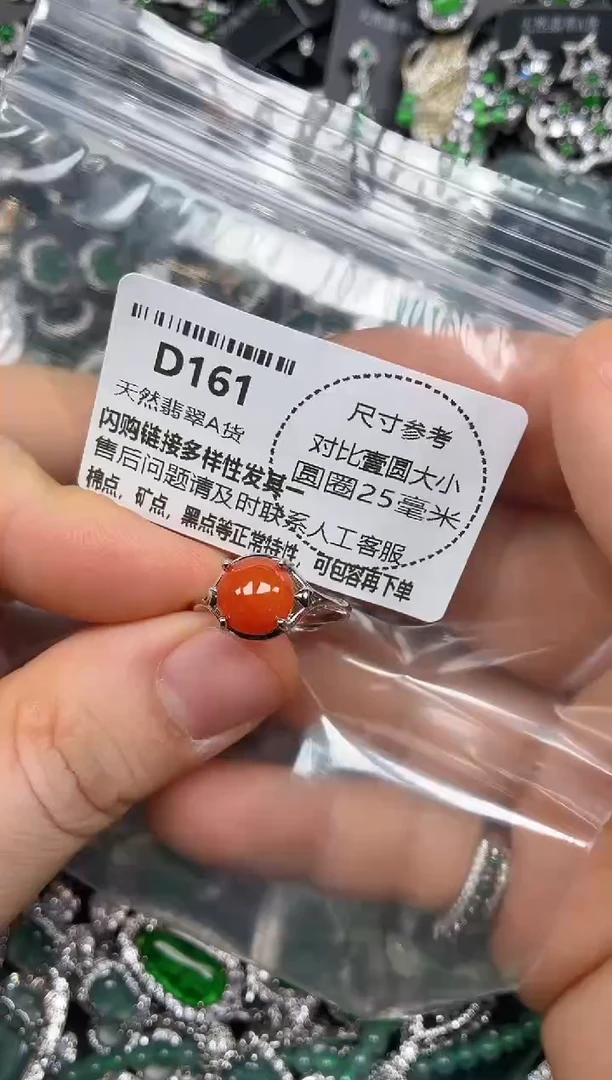 D161
天然翡翠A货
闪购链接多样性发其一
售后问题请及时联系人工客服
棉点，矿点，黑点等正常特性，可包容再下单
尺寸参考
对比蛋圆大小
圆圈25毫米